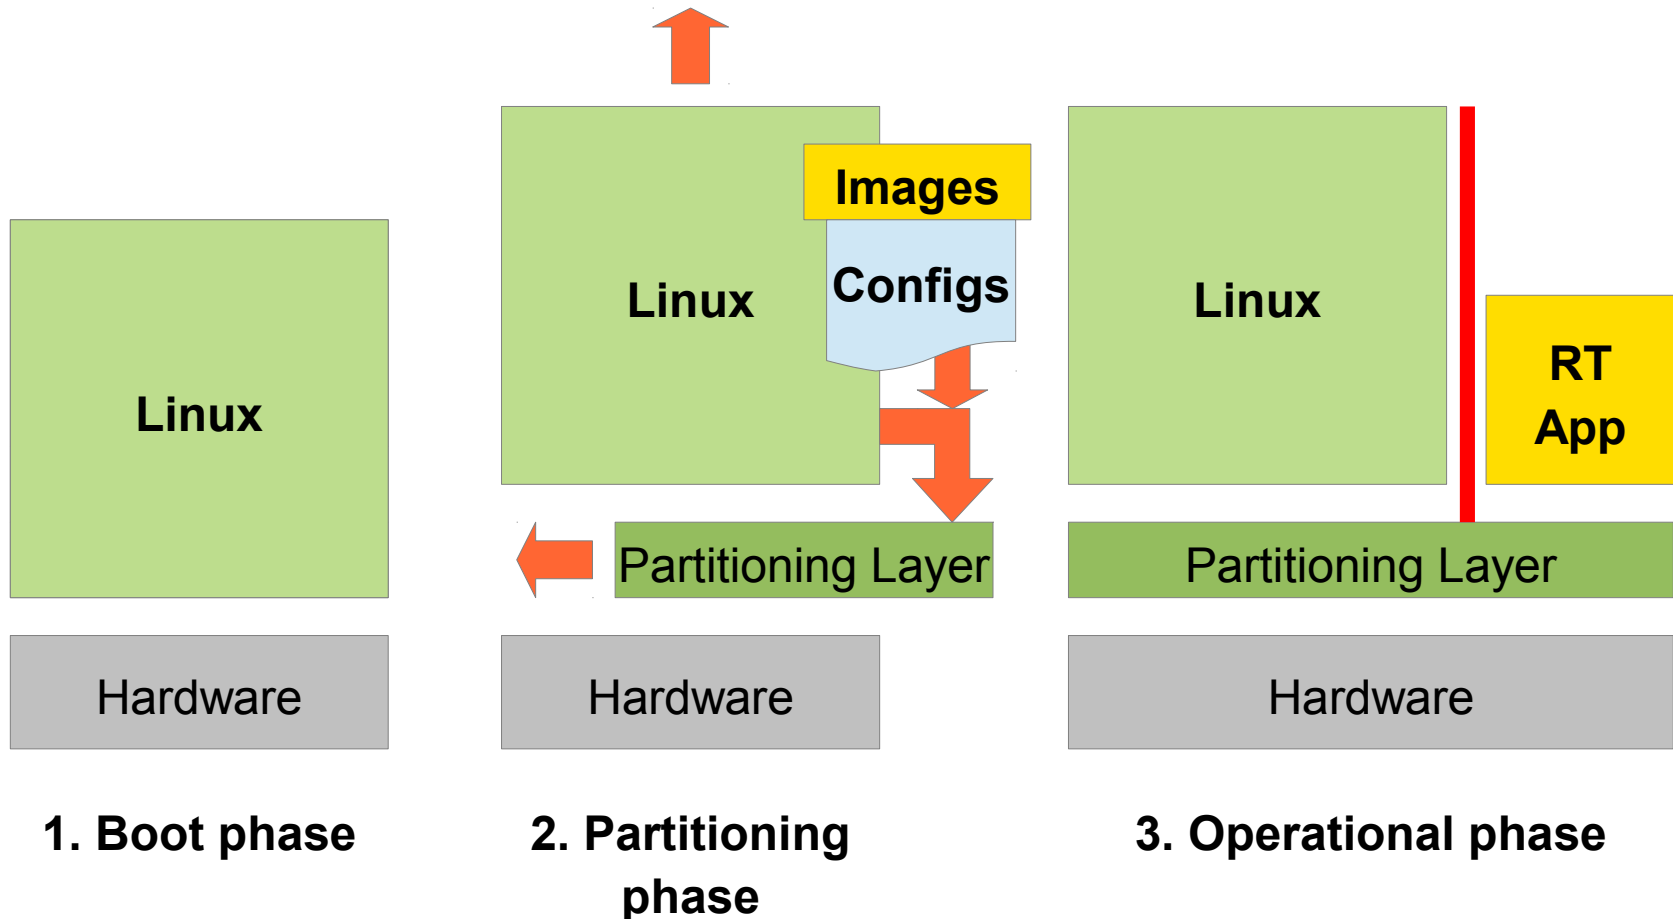 Linux
Hardware
1. Boot phase
Images
Configs
Linux
Partitioning Layer
Hardware
2. Partitioning
phase
Linux
RT
App
Partitioning Layer
Hardware
3. Operational phase